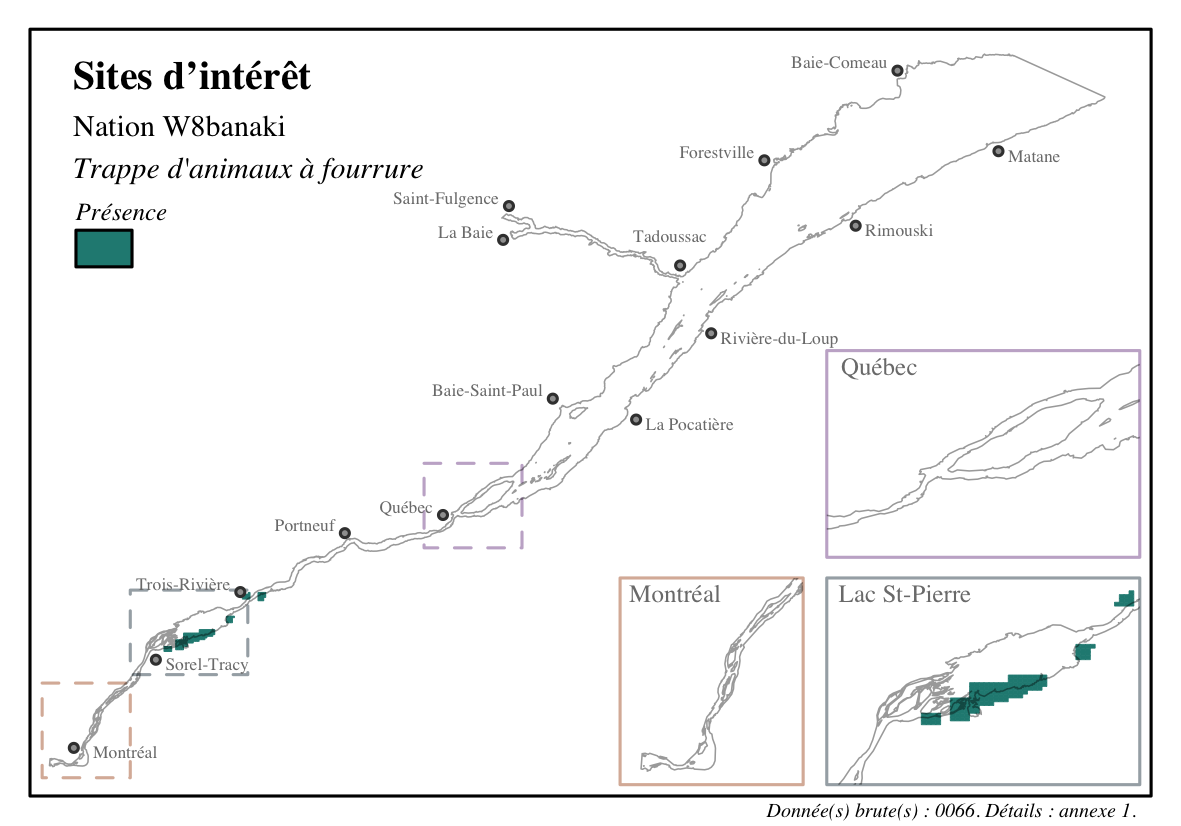 Sites d’intérêt
Nation W8banaki
Trappe d'animaux à fourrure
Présence
Baie-Comeau
Forestville
Matane
Saint-Fulgence
La Baie
Tadoussac
Rimouski
Rivière-du-Loup
Baie-Saint-Paul
La Pocatière
Québec
Portneuf
Trois-Rivière
Sorel-Tracy
Montréal
Québec
Montréal
Lac St-Pierre
Donnée(s) brute(s) : 0066. Détails : annexe 1.